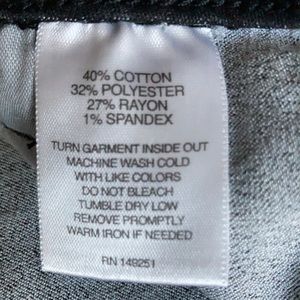 40% COTTON
32% POLYESTER
27% RAYON
1% SPANDEX
TURN GARMENT INSIDE OUT
MACHINE WASH COLD
WITH LIKE COLORS
DO NOT BLEACH
TUMBLE DRY LOW
REMOVE PROMPTLY
WARM IRON IF NEEDED
RN 149251